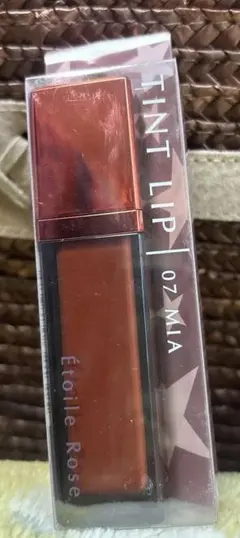 TINT LIP | 07 MIA
Étoile Rose